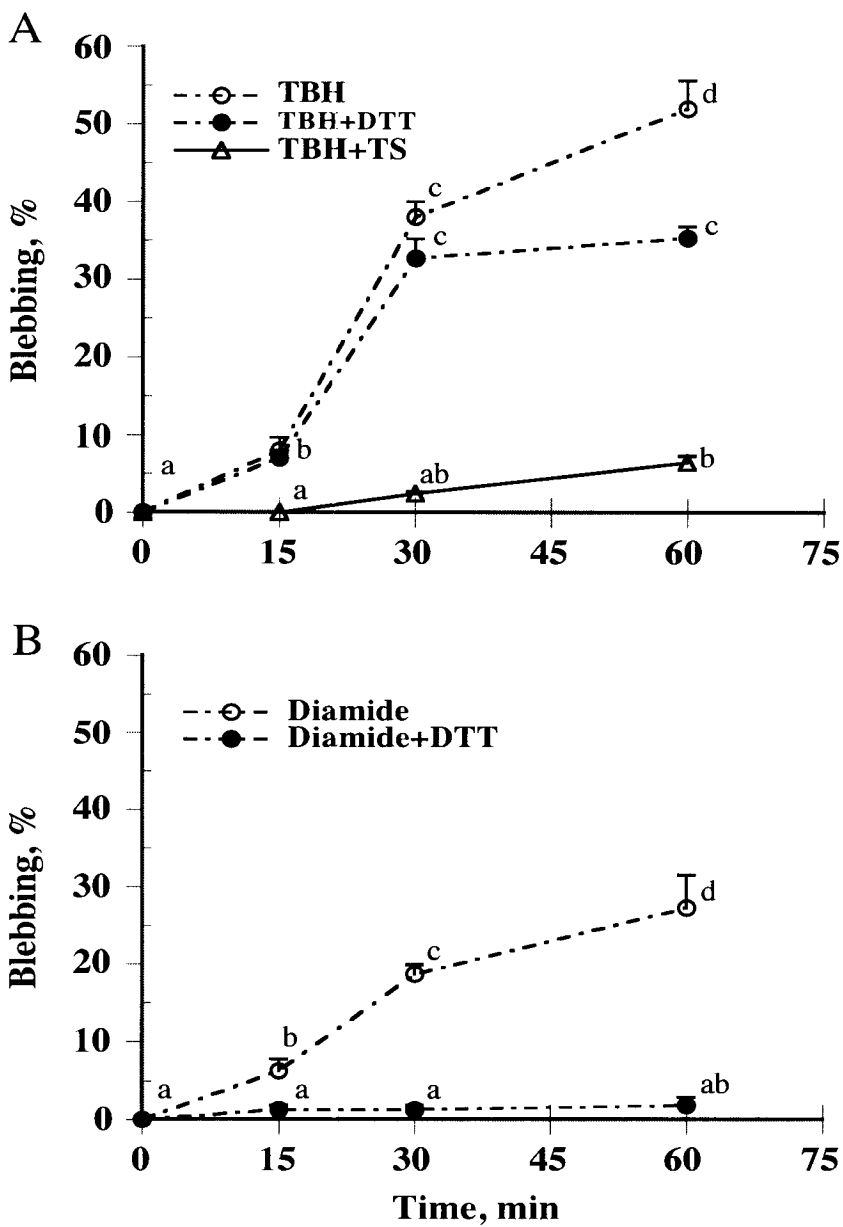 A
60
50
40
30
20
10
0
Blebbing, %
TBH
TBH+DTT
TBH+TS
a
b
a
c
c
ab
d
c
b
0 15 30 45 60 75
B
60
50
40
30
20
10
0
Blebbing, %
Diamide
Diamide+DTT
a
b
a
c
a
d
ab
0 15 30 45 60 75
Time, min